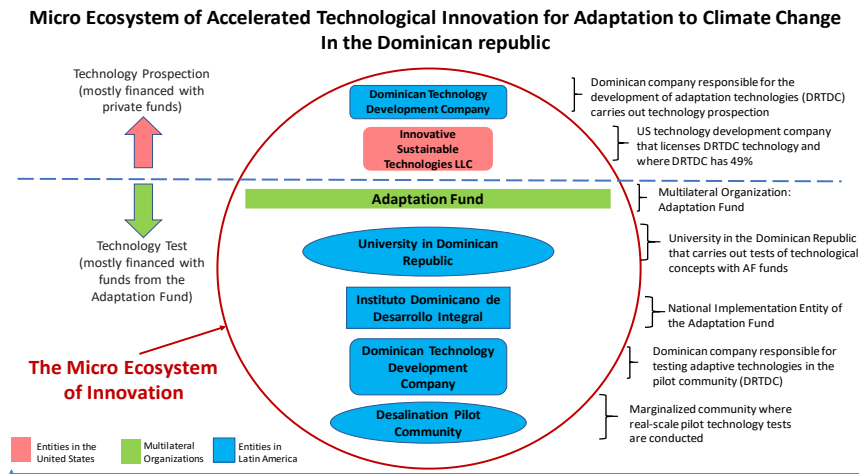 Micro Ecosystem of Accelerated Technological Innovation for Adaptation to Climate Change
In the Dominican republic
Technology Prospection
(mostly financed with
private funds)
Dominican Technology
Development Company
Dominican company responsible for the
development of adaptation technologies (DRTDC)
carries out technology prospection
Innovative
Sustainable
Technologies LLC
US technology development company
that licenses DRTDC technology and
where DRTDC has 49%
Adaptation Fund
Multilateral Organization:
Adaptation Fund
Technology Test
(mostly financed with
funds from the
Adaptation Fund)
University in Dominican
Republic
University in the Dominican Republic
that carries out tests of technological
concepts with AF funds
Instituto Dominicano de
Desarrollo Integral
National Implementation Entity of
the Adaptation Fund
The Micro Ecosystem
of Innovation
Dominican Technology
Development
Company
Dominican company responsible for
testing adaptive technologies in the
pilot community (DRTDC)
Desalination Pilot
Community
Marginalized community where
real-scale pilot technology tests
are conducted
Entities in the
United States
Multilateral
Organizations
Entities in
Latin America